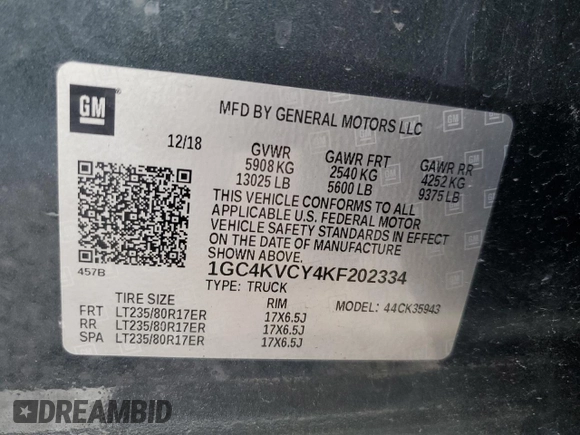 GM
MFD BY GENERAL MOTORS LLC
12/18
GVWR GAWR FRT GAWR RR
5908 KG 2540 KG 4252 KG
13025 LB 5600 LB 9375 LB
THIS VEHICLE CONFORMS TO ALL
APPLICABLE U.S. FEDERAL MOTOR
VEHICLE SAFETY STANDARDS IN EFFECT
ON THE DATE OF MANUFACTURE
SHOWN ABOVE.
457B
1GC4KVCY4KF202334
TYPE: TRUCK
MODEL: 44CK35943
TIRE SIZE RIM
FRT LT235/80R17ER 17X6.5J
RR LT235/80R17ER 17X6.5J
SPA LT235/80R17ER 17X6.5J
DREAMBID